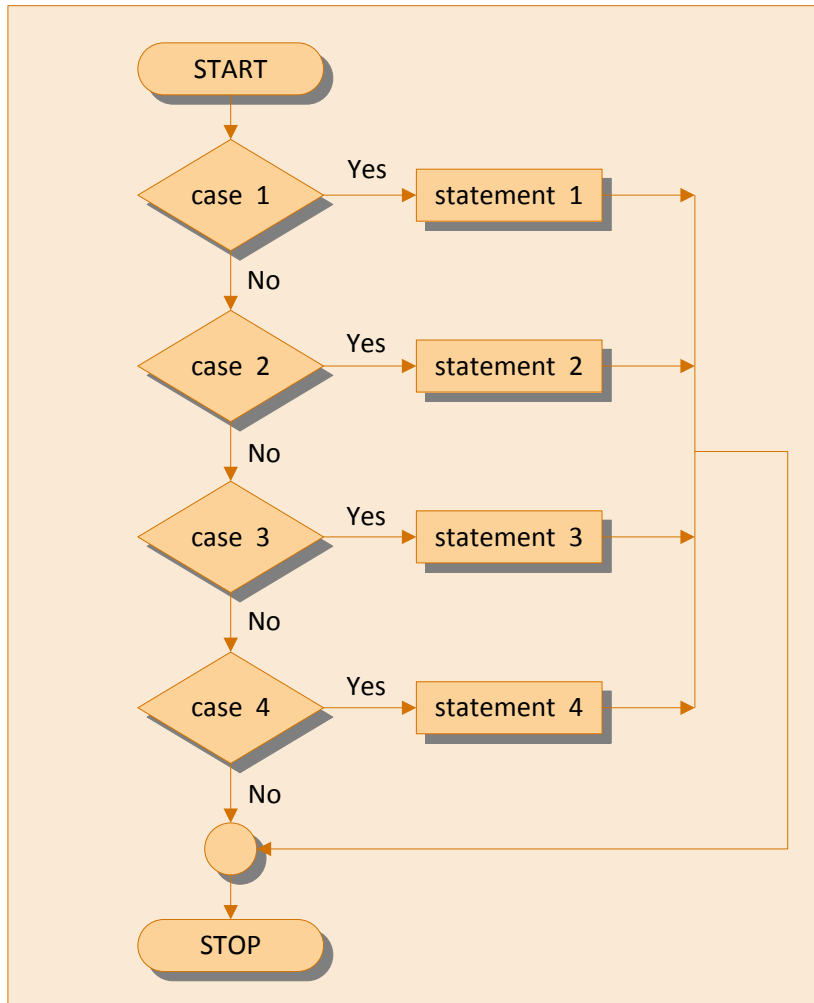 START
case 1
Yes
statement 1
No
case 2
Yes
statement 2
No
case 3
Yes
statement 3
No
case 4
Yes
statement 4
No
STOP